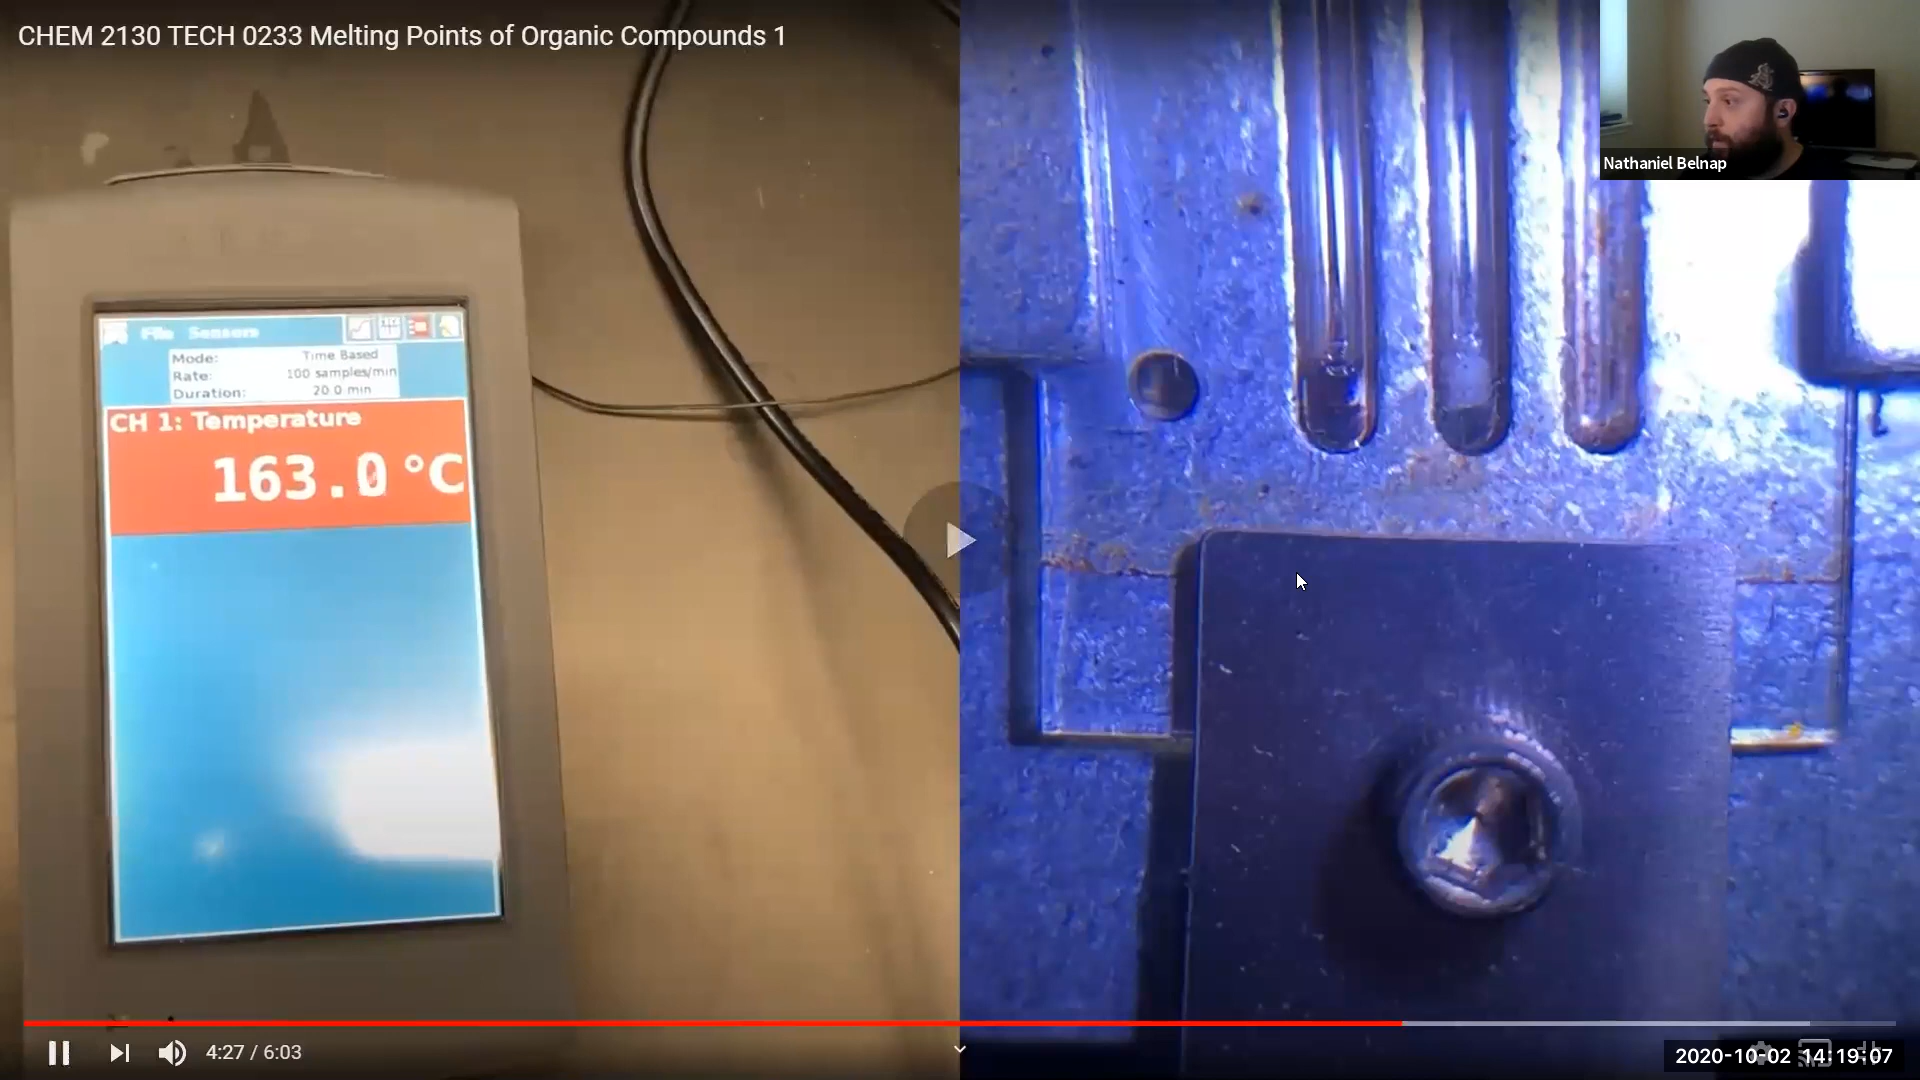 CHEM 2130 TECH 0233 Melting Points of Organic Compounds 1
Nathaniel Belnap
File Sensors
Mode: Time Based
Rate: 100 samples/min
Duration: 20.0 min
CH 1: Temperature
163.0 °C
4:27 / 6:03
2020-10-02 14:19:07